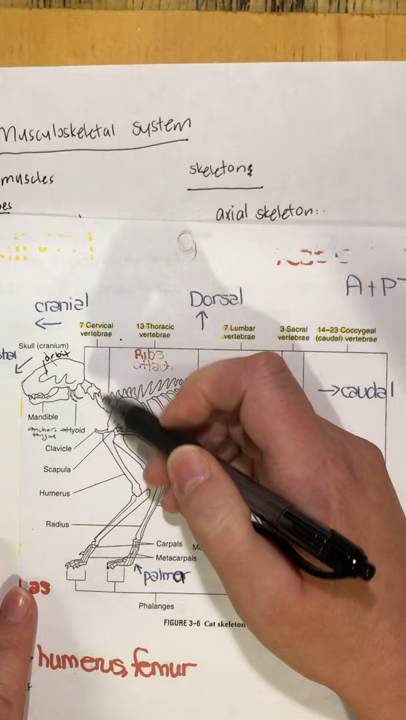 Musculoskeletal system
muscles
skeletons
axial skeleton:
9
A+P
cranial
Dorsal
7 Cervical vertebrae
13 Thoracic vertebrae
7 Lumbar vertebrae
3 Sacral vertebrae
14–23 Coccygeal (caudal) vertebrae
Skull (cranium)
orbit
Ribs
attach
caudal
Mandible
Hyoid
Clavicle
Scapula
Humerus
Radius
Carpals
Metacarpals
palmar
Phalanges
FIGURE 3-6 Cat skeleton
humerus, femur